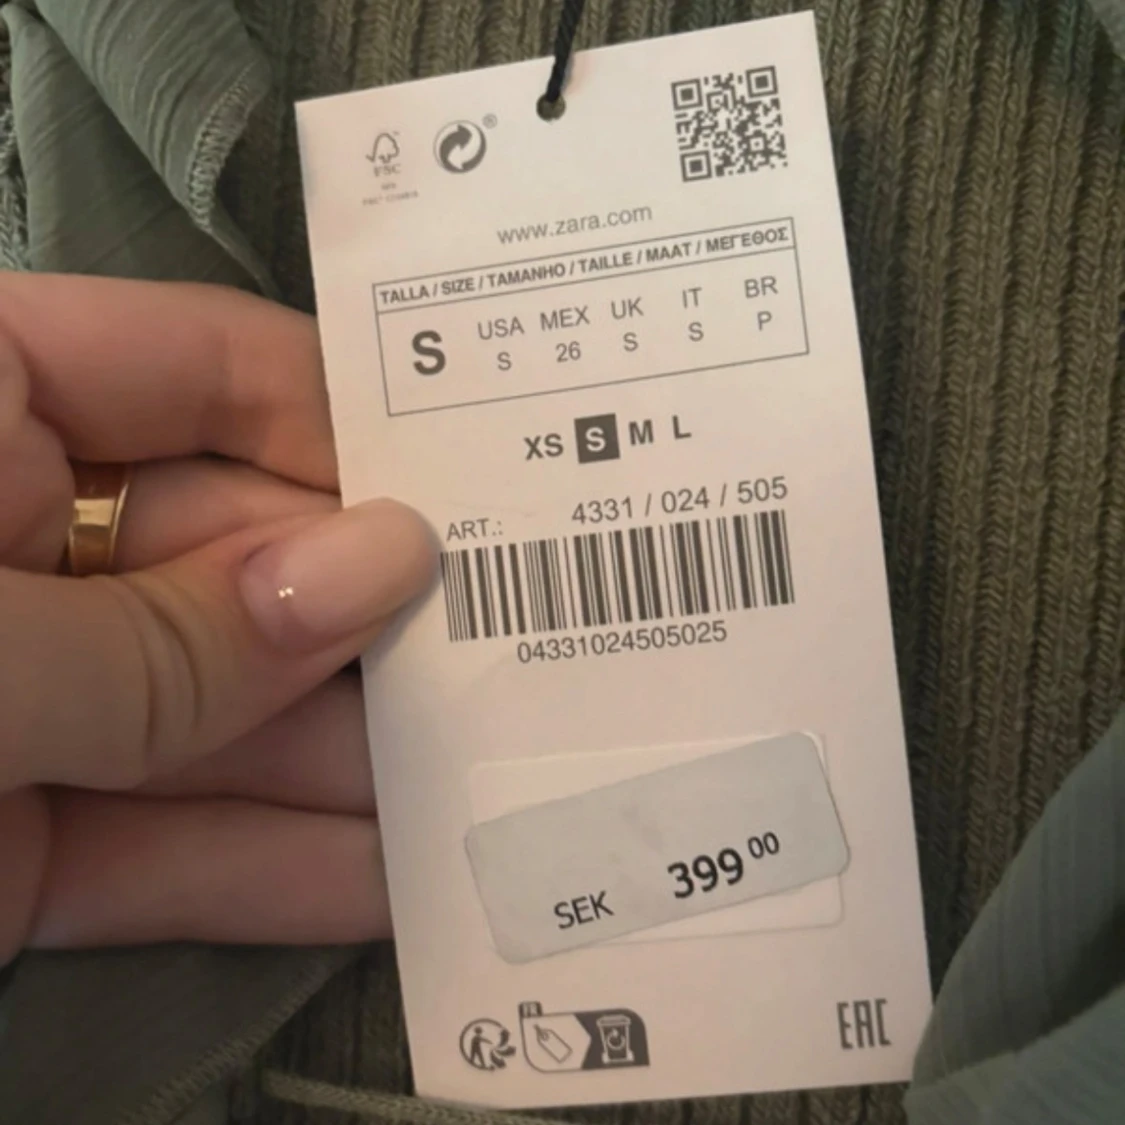 FSC
www.zara.com
TALLA / SIZE / TAMANHO / TAILLE / MAAT / ΜΕΓΕΘΟΣ
S
USA MEX UK IT BR
S 26 S S P
XS S M L
ART.: 4331 / 024 / 505
04331024505025
SEK 399 00
FR
EAC